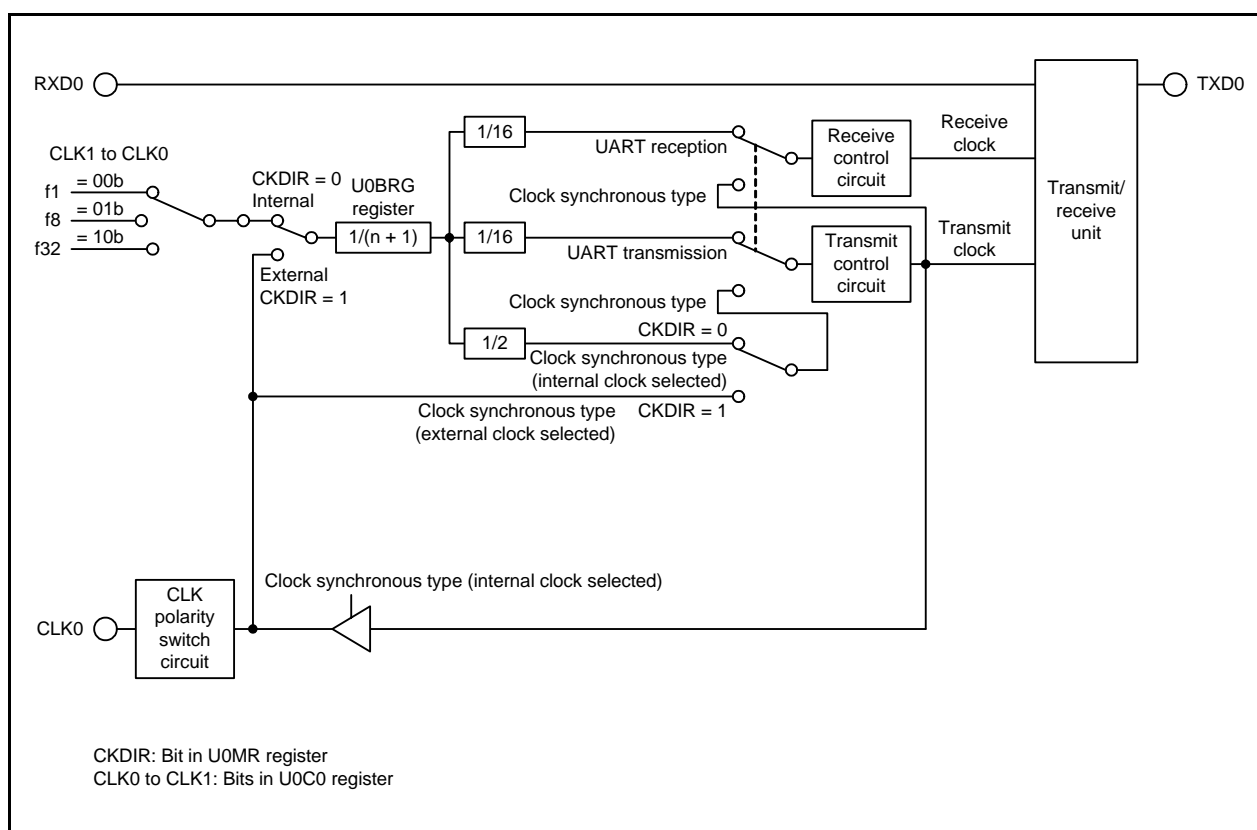 RXD0
TXD0
CLK1 to CLK0
f1
= 00b
f8
= 01b
f32
= 10b
CKDIR = 0
Internal
External
CKDIR = 1
U0BRG
register
1/(n + 1)
1/16
UART reception
Clock synchronous type
1/16
UART transmission
Clock synchronous type
1/2
CKDIR = 0
Clock synchronous type
(internal clock selected)
Clock synchronous type
(external clock selected)
CKDIR = 1
Receive
control
circuit
Receive
clock
Transmit
control
circuit
Transmit
clock
Transmit/
receive
unit
Clock synchronous type (internal clock selected)
CLK0
CLK
polarity
switch
circuit
CKDIR: Bit in U0MR register
CLK0 to CLK1: Bits in U0C0 register